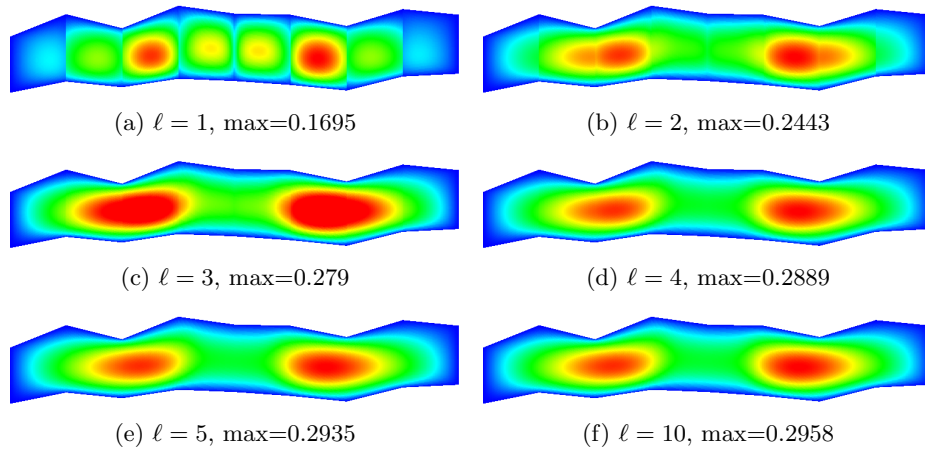 (a) ℓ = 1, max=0.1695
(b) ℓ = 2, max=0.2443
(c) ℓ = 3, max=0.279
(d) ℓ = 4, max=0.2889
(e) ℓ = 5, max=0.2935
(f) ℓ = 10, max=0.2958